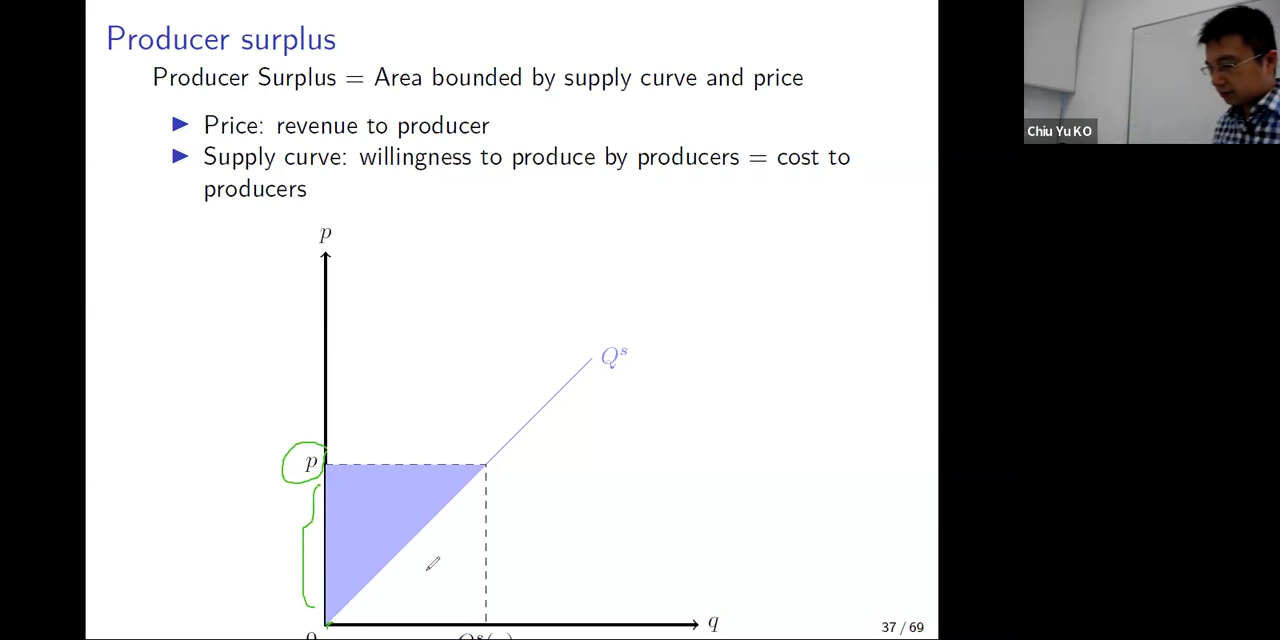 Producer surplus
Producer Surplus = Area bounded by supply curve and price
Price: revenue to producer
Supply curve: willingness to produce by producers = cost to
producers
p
Q^s
p
q
37 / 69
Chiu Yu KO